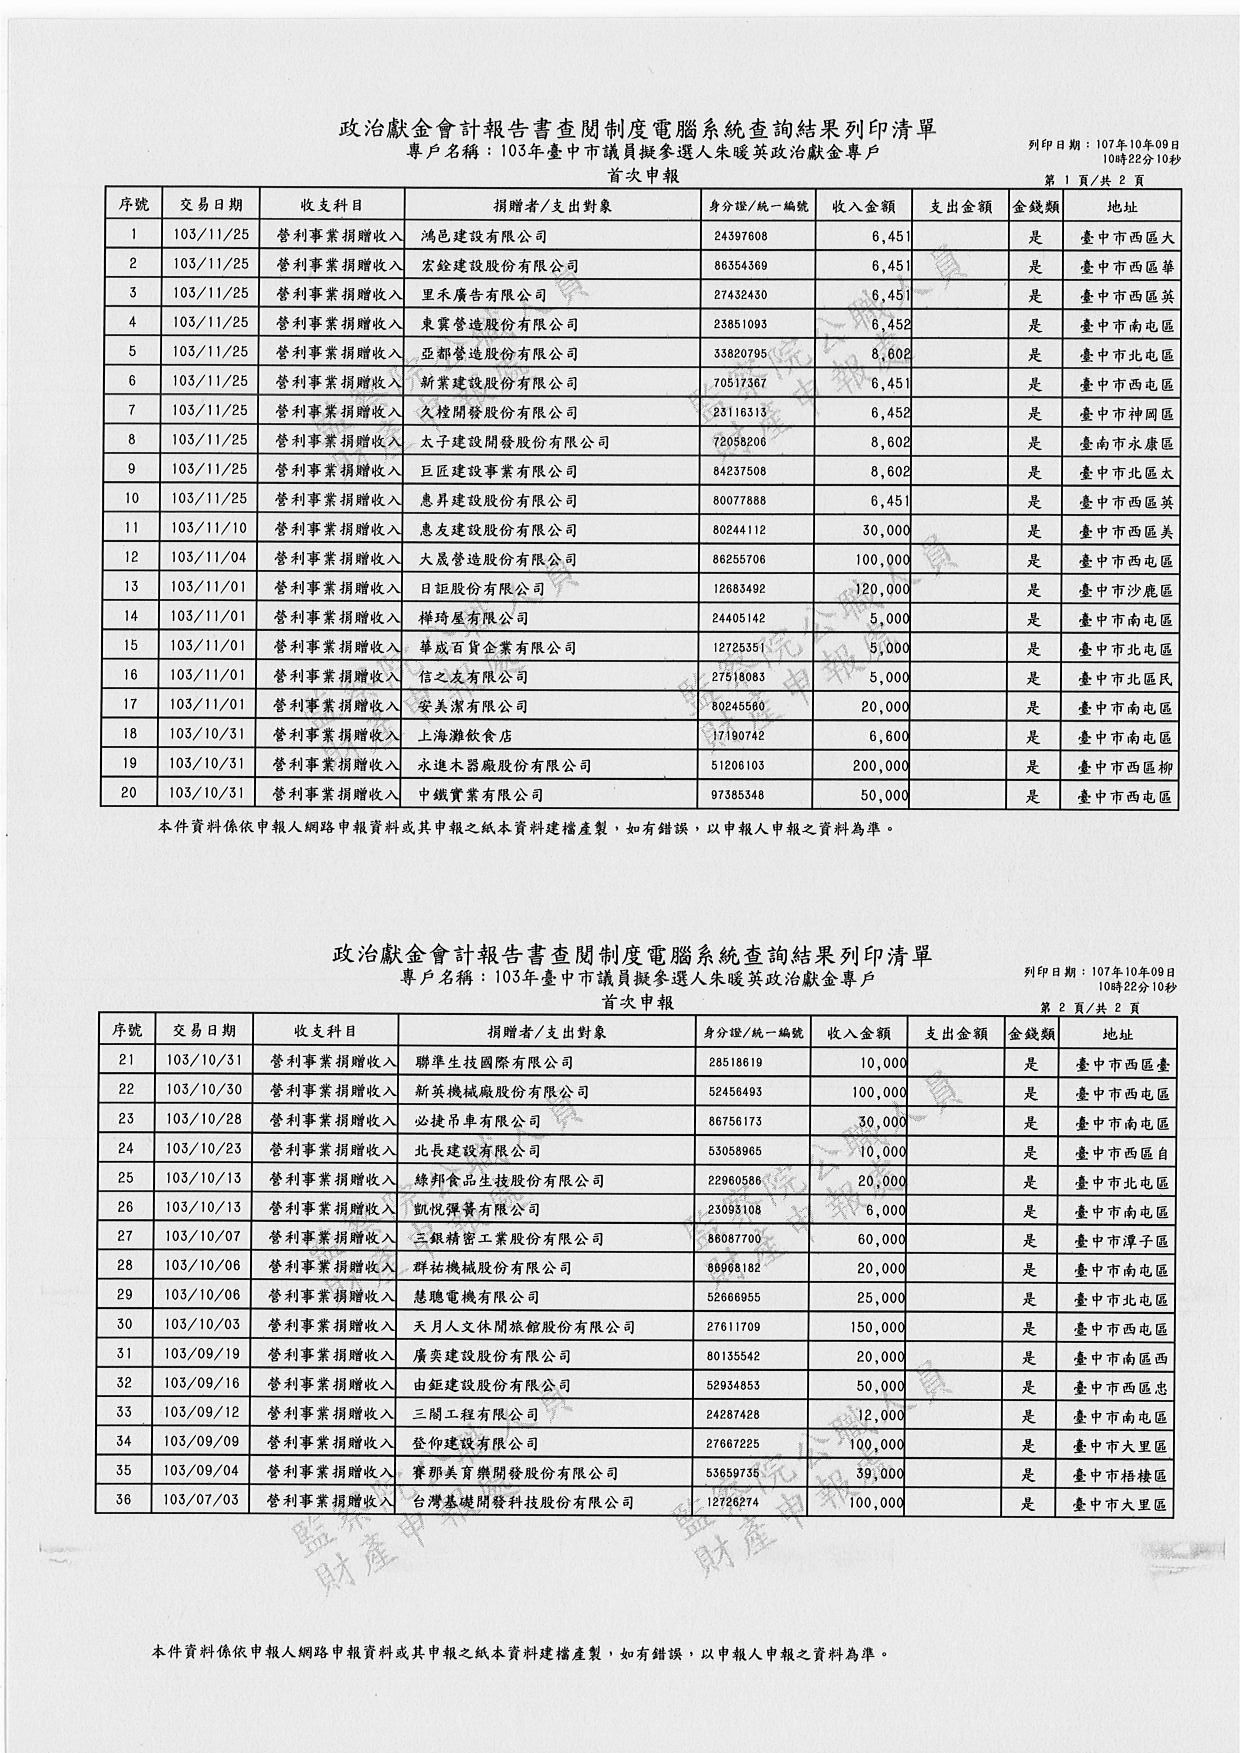 政治獻金會計報告書查閱制度電腦系統查詢結果列印清單
專戶名稱：103年臺中市議員擬參選人朱暖英政治獻金專戶
列印日期：107年10月09日
10時22分10秒
首次申報
第 1 頁/共 2 頁
序號 交易日期 收支科目 捐贈者/支出對象 身分證/統一編號 收入金額 支出金額 金錢類 地址
1 103/11/25 營利事業捐贈收入 鴻邑建設有限公司 24397608 6,451 是 臺中市西區大
2 103/11/25 營利事業捐贈收入 宏銓建設股份有限公司 86354369 6,451 是 臺中市西區華
3 103/11/25 營利事業捐贈收入 里禾廣告有限公司 27432430 6,451 是 臺中市西區英
4 103/11/25 營利事業捐贈收入 東霙營造股份有限公司 23851093 6,452 是 臺中市南屯區
5 103/11/25 營利事業捐贈收入 亞都營造股份有限公司 33820795 8,602 是 臺中市北屯區
6 103/11/25 營利事業捐贈收入 新業建設股份有限公司 70517367 6,451 是 臺中市西屯區
7 103/11/25 營利事業捐贈收入 久樘開發股份有限公司 23116313 6,452 是 臺中市神岡區
8 103/11/25 營利事業捐贈收入 太子建設開發股份有限公司 72058206 8,602 是 臺南市永康區
9 103/11/25 營利事業捐贈收入 巨匠建設事業有限公司 84237508 8,602 是 臺中市北區太
10 103/11/25 營利事業捐贈收入 惠昇建設股份有限公司 80077888 6,451 是 臺中市西區英
11 103/11/10 營利事業捐贈收入 惠友建設股份有限公司 80244112 30,000 是 臺中市西區美
12 103/11/04 營利事業捐贈收入 大晟營造股份有限公司 86255706 100,000 是 臺中市西屯區
13 103/11/01 營利事業捐贈收入 日詎股份有限公司 12683492 120,000 是 臺中市沙鹿區
14 103/11/01 營利事業捐贈收入 樺琦屋有限公司 24405142 5,000 是 臺中市南屯區
15 103/11/01 營利事業捐贈收入 華成百貨企業有限公司 12725351 5,000 是 臺中市北屯區
16 103/11/01 營利事業捐贈收入 信之友有限公司 27518083 5,000 是 臺中市北區民
17 103/11/01 營利事業捐贈收入 安美潔有限公司 80245560 20,000 是 臺中市南屯區
18 103/10/31 營利事業捐贈收入 上海灘飲食店 17190742 6,600 是 臺中市南屯區
19 103/10/31 營利事業捐贈收入 永進木器廠股份有限公司 51206103 200,000 是 臺中市西區柳
20 103/10/31 營利事業捐贈收入 中鐵實業有限公司 97385348 50,000 是 臺中市西屯區
本件資料係依申報人網路申報資料或其申報之紙本資料建檔產製，如有錯誤，以申報人申報之資料為準。
政治獻金會計報告書查閱制度電腦系統查詢結果列印清單
專戶名稱：103年臺中市議員擬參選人朱暖英政治獻金專戶
列印日期：107年10月09日
10時22分10秒
首次申報
第 2 頁/共 2 頁
序號 交易日期 收支科目 捐贈者/支出對象 身分證/統一編號 收入金額 支出金額 金錢類 地址
21 103/10/31 營利事業捐贈收入 聯準生技國際有限公司 28518619 10,000 是 臺中市西區臺
22 103/10/30 營利事業捐贈收入 新英機械廠股份有限公司 52456493 100,000 是 臺中市西屯區
23 103/10/28 營利事業捐贈收入 必捷吊車有限公司 86756173 30,000 是 臺中市南屯區
24 103/10/23 營利事業捐贈收入 北長建設有限公司 53058965 10,000 是 臺中市西區自
25 103/10/13 營利事業捐贈收入 綠邦食品生技股份有限公司 22960586 20,000 是 臺中市北屯區
26 103/10/13 營利事業捐贈收入 凱悅彈簧有限公司 23093108 6,000 是 臺中市南屯區
27 103/10/07 營利事業捐贈收入 三銀精密工業股份有限公司 86087700 60,000 是 臺中市潭子區
28 103/10/06 營利事業捐贈收入 群祐機械股份有限公司 86968182 20,000 是 臺中市南屯區
29 103/10/06 營利事業捐贈收入 慧聰電機有限公司 52666955 25,000 是 臺中市北屯區
30 103/10/03 營利事業捐贈收入 天月人文休閒旅館股份有限公司 27611709 150,000 是 臺中市西屯區
31 103/09/19 營利事業捐贈收入 廣奕建設股份有限公司 80135542 20,000 是 臺中市南區西
32 103/09/16 營利事業捐贈收入 由鉅建設股份有限公司 52934853 50,000 是 臺中市西區忠
33 103/09/12 營利事業捐贈收入 三閤工程有限公司 24287428 12,000 是 臺中市南屯區
34 103/09/09 營利事業捐贈收入 登仰建設有限公司 27667225 100,000 是 臺中市大里區
35 103/09/04 營利事業捐贈收入 賽那美育樂開發股份有限公司 53659735 39,000 是 臺中市梧棲區
36 103/07/03 營利事業捐贈收入 台灣基礎開發科技股份有限公司 12726274 100,000 是 臺中市大里區
監察院公職人員
財產申報處
本件資料係依申報人網路申報資料或其申報之紙本資料建檔產製，如有錯誤，以申報人申報之資料為準。